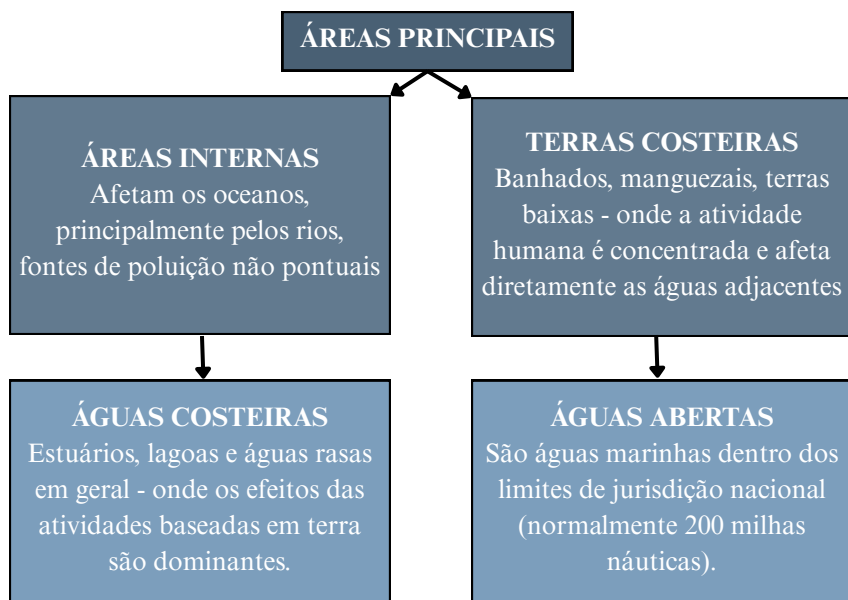 ÁREAS PRINCIPAIS
ÁREAS INTERNAS
Afetam os oceanos,
principalmente pelos rios,
fontes de poluição não pontuais
TERRAS COSTEIRAS
Banhados, manguezais, terras
baixas - onde a atividade
humana é concentrada e afeta
diretamente as águas adjacentes
ÁGUAS COSTEIRAS
Estuários, lagoas e águas rasas
em geral - onde os efeitos das
atividades baseadas em terra
são dominantes.
ÁGUAS ABERTAS
São águas marinhas dentro dos
limites de jurisdição nacional
(normalmente 200 milhas
náuticas).